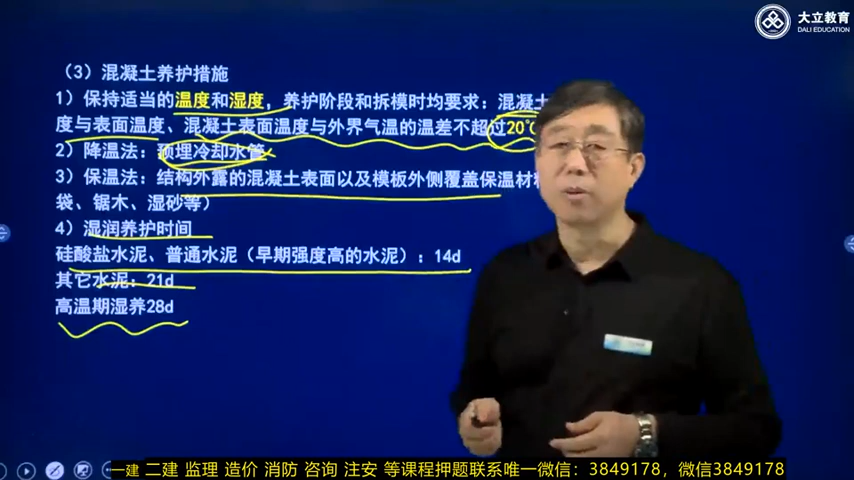 大立教育
DALI EDUCATION
(3)混凝土养护措施
1)保持适当的温度和湿度，养护阶段和拆模时均要求：混凝土
度与表面温度、混凝土表面温度与外界气温的温差不超过20℃
2)降温法：预埋冷却水管
3)保温法：结构外露的混凝土表面以及模板外侧覆盖保温材
袋、锯木、湿砂等)
4)湿润养护时间
硅酸盐水泥、普通水泥（早期强度高的水泥）：14d
其它水泥：21d
高温期湿养28d
一建 二建 监理 造价 消防 咨询 注安 等课程押题联系唯一微信：3849178，微信3849178